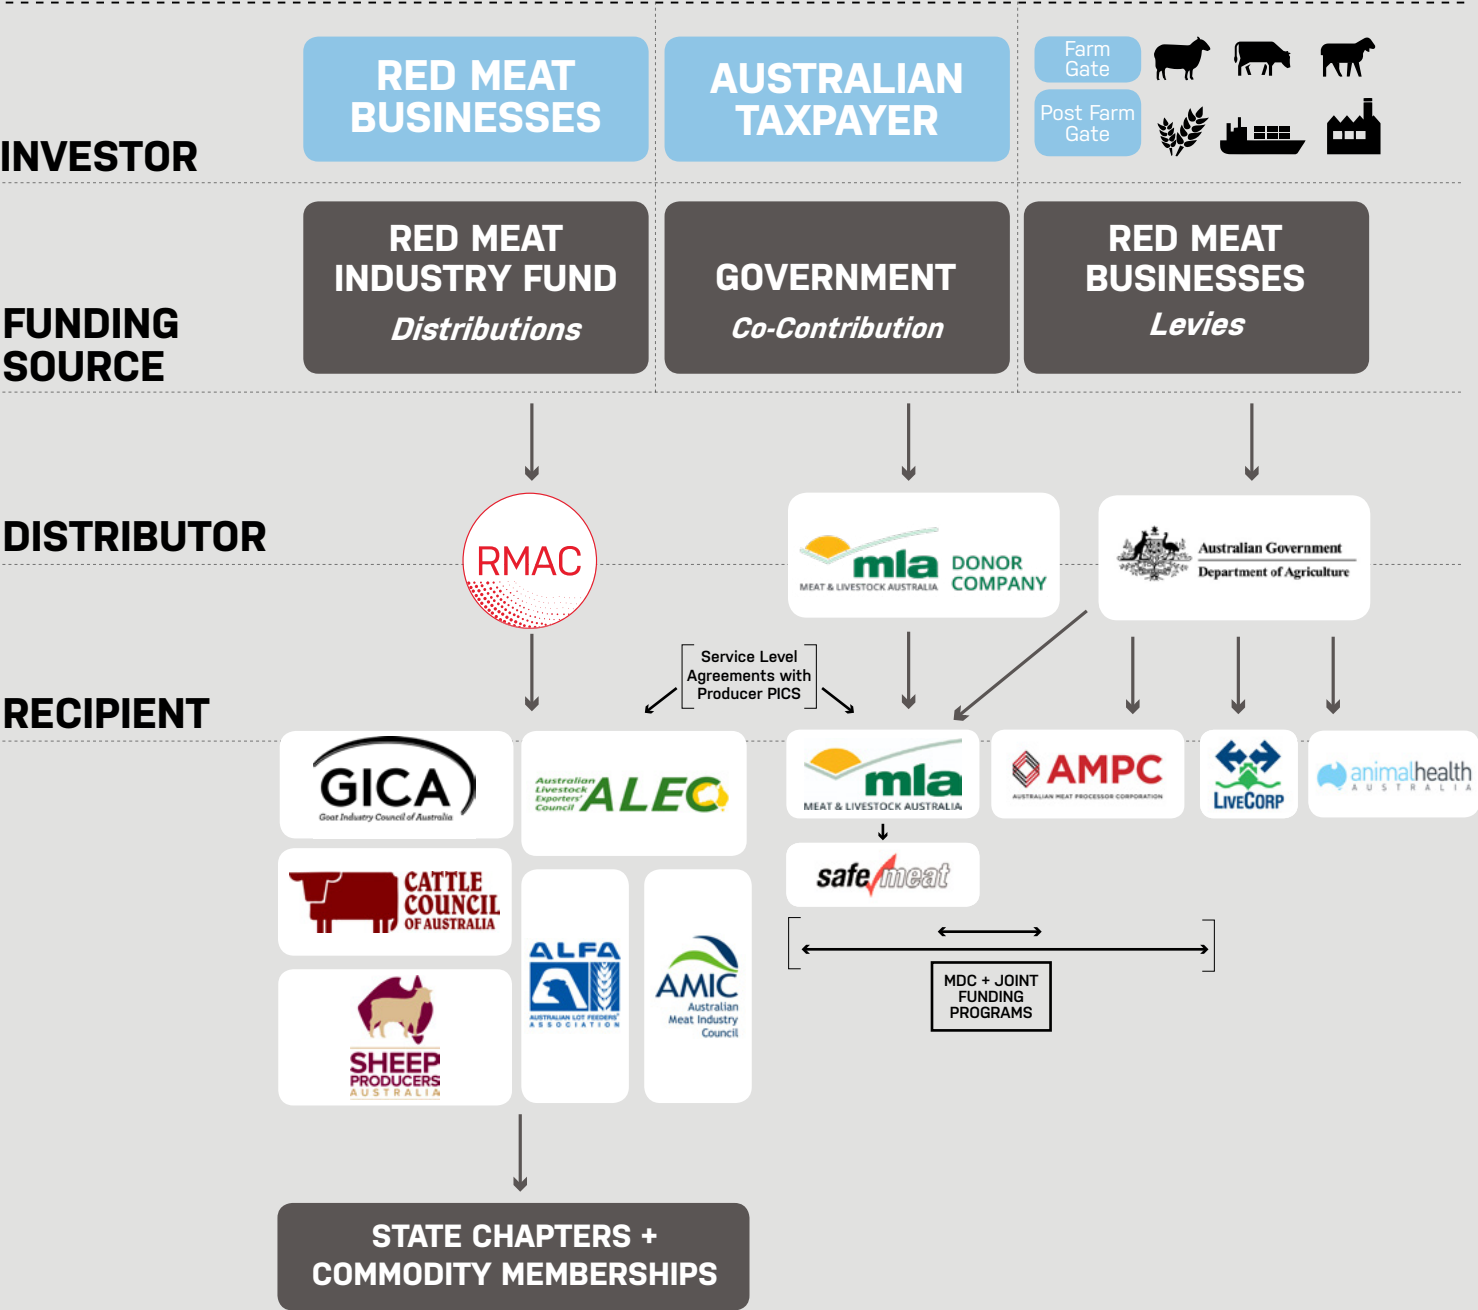 RED MEAT
BUSINESSES
AUSTRALIAN
TAXPAYER
Farm
Gate
Post Farm
Gate
INVESTOR
RED MEAT
INDUSTRY FUND
Distributions
GOVERNMENT
Co-Contribution
RED MEAT
BUSINESSES
Levies
FUNDING
SOURCE
DISTRIBUTOR
RMAC
mla
MEAT & LIVESTOCK AUSTRALIA
DONOR
COMPANY
Australian Government
Department of Agriculture
Service Level
Agreements with
Producer PICS
RECIPIENT
GICA
Goat Industry Council of Australia
Australian
Livestock
Exporters'
Council
ALEC
mla
MEAT & LIVESTOCK AUSTRALIA
AMPC
AUSTRALIAN MEAT PROCESSOR CORPORATION
LIVECORP
animalhealth
AUSTRALIA
safemeat
CATTLE
COUNCIL
OF AUSTRALIA
ALFA
AUSTRALIAN LOT FEEDERS'
ASSOCIATION
AMIC
Australian
Meat Industry
Council
MDC + JOINT
FUNDING
PROGRAMS
SHEEP
PRODUCERS
AUSTRALIA
STATE CHAPTERS +
COMMODITY MEMBERSHIPS